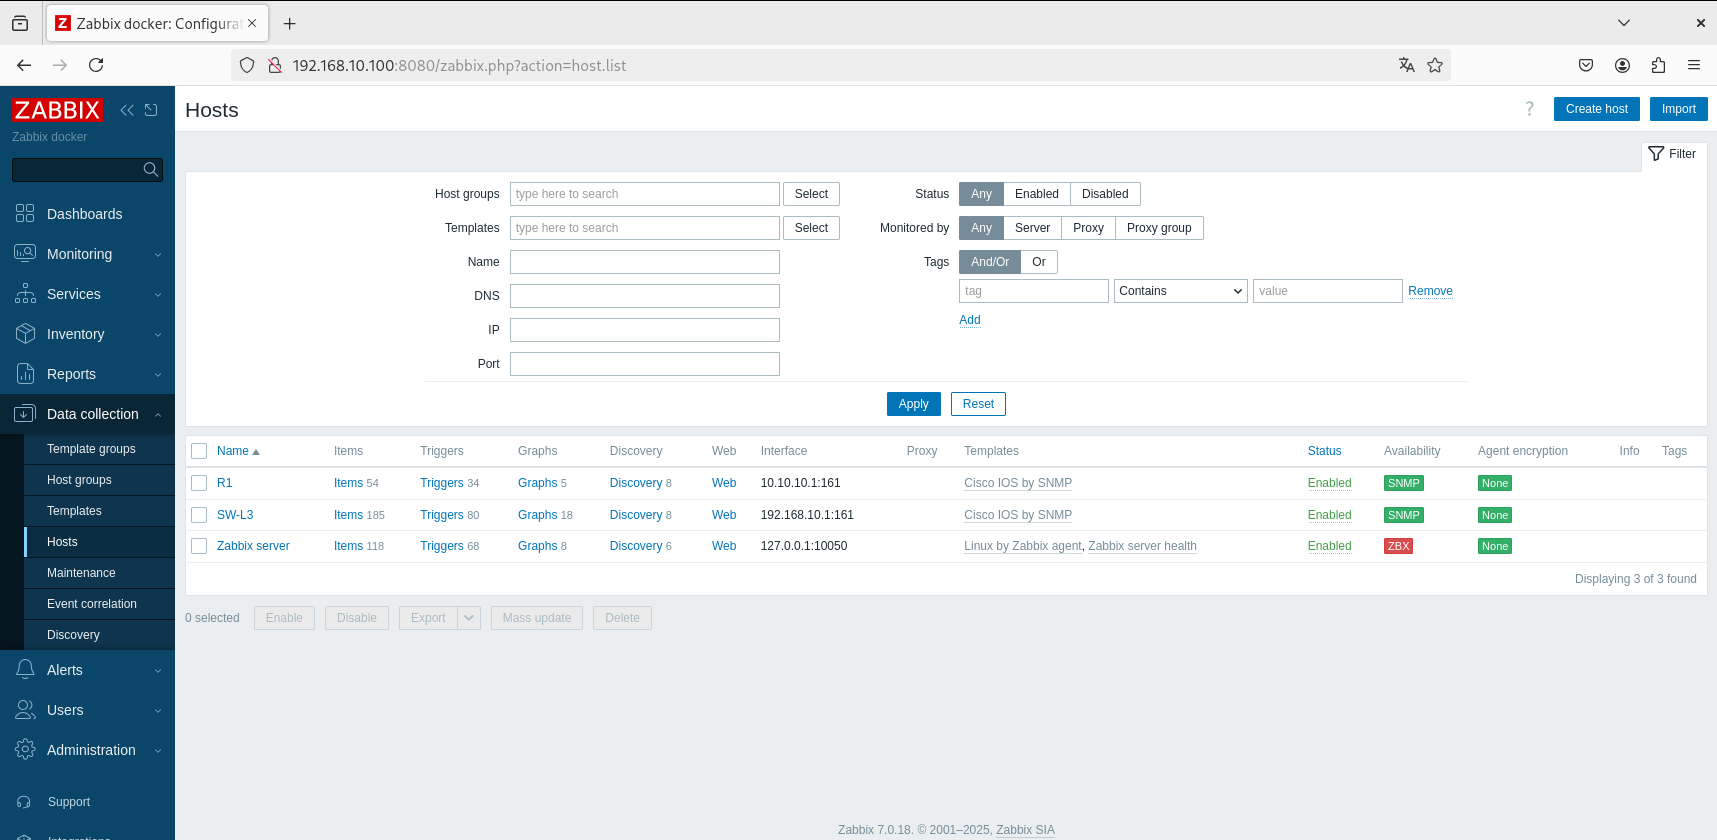 Zabbix docker: Configurat
192.168.10.100:8080/zabbix.php?action=host.list
ZABBIX
Zabbix docker
Dashboards
Monitoring
Services
Inventory
Reports
Data collection
Template groups
Host groups
Templates
Hosts
Maintenance
Event correlation
Discovery
Alerts
Users
Administration
Support
Integrations
Hosts
? Create host Import
Filter
Host groups type here to search Select
Templates type here to search Select
Name
DNS
IP
Port
Status Any Enabled Disabled
Monitored by Any Server Proxy Proxy group
Tags And/Or Or
tag Contains value Remove
Add
Apply Reset
Name Items Triggers Graphs Discovery Web Interface Proxy Templates Status Availability Agent encryption Info Tags
R1 Items 54 Triggers 34 Graphs 5 Discovery 8 Web 10.10.10.1:161 Cisco IOS by SNMP Enabled SNMP None
SW-L3 Items 185 Triggers 80 Graphs 18 Discovery 8 Web 192.168.10.1:161 Cisco IOS by SNMP Enabled SNMP None
Zabbix server Items 118 Triggers 68 Graphs 8 Discovery 6 Web 127.0.0.1:10050 Linux by Zabbix agent, Zabbix server health Enabled ZBX None
Displaying 3 of 3 found
0 selected Enable Disable Export Mass update Delete
Zabbix 7.0.18. © 2001–2025, Zabbix SIA